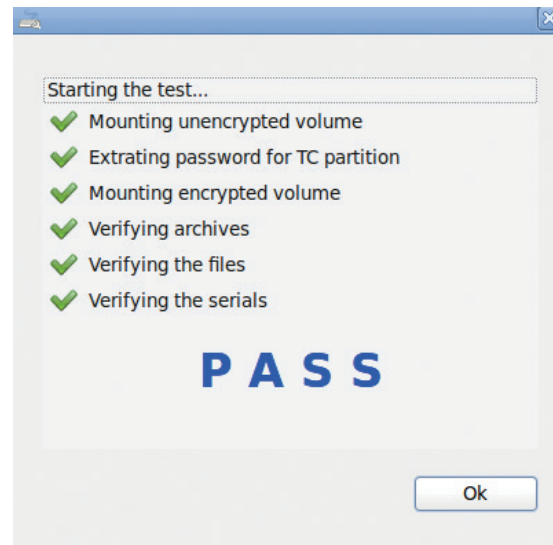 Starting the test...
Mounting unencrypted volume
Extrating password for TC partition
Mounting encrypted volume
Verifying archives
Verifying the files
Verifying the serials
PASS
Ok